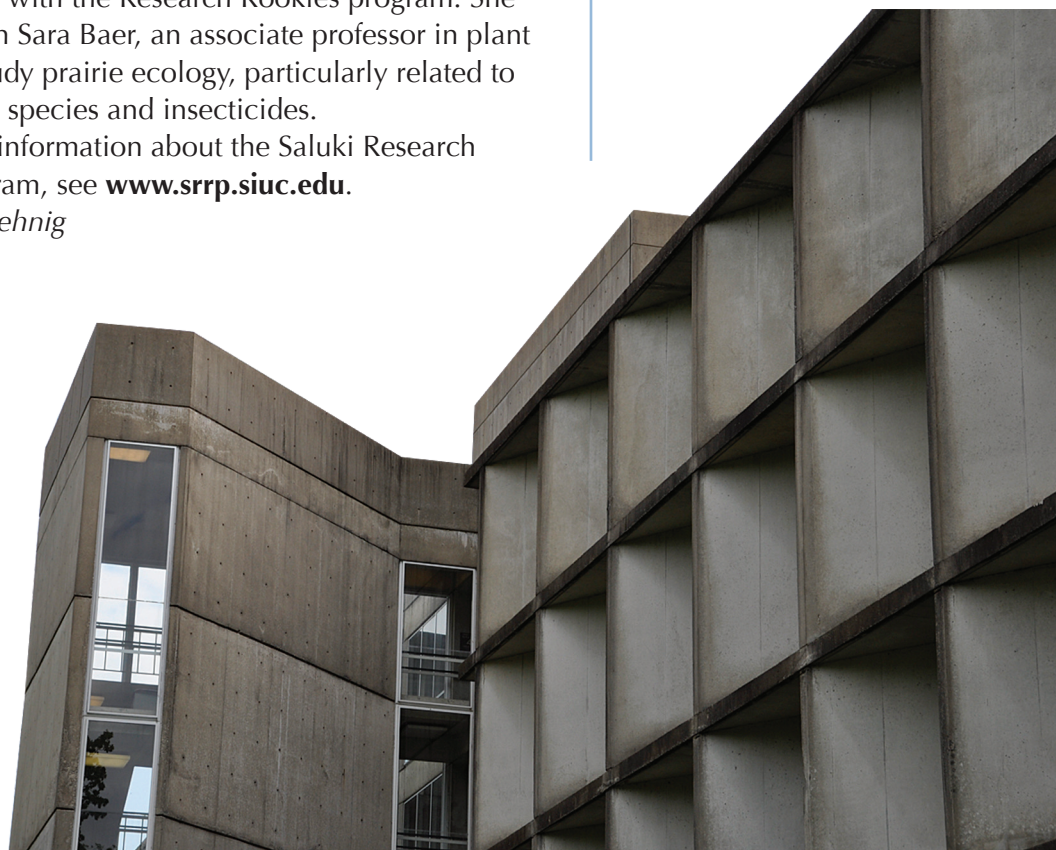 with the Research Rookies program. She
n Sara Baer, an associate professor in plant
udy prairie ecology, particularly related to
species and insecticides.
information about the Saluki Research
ram, see www.srrp.siuc.edu.
ehnig